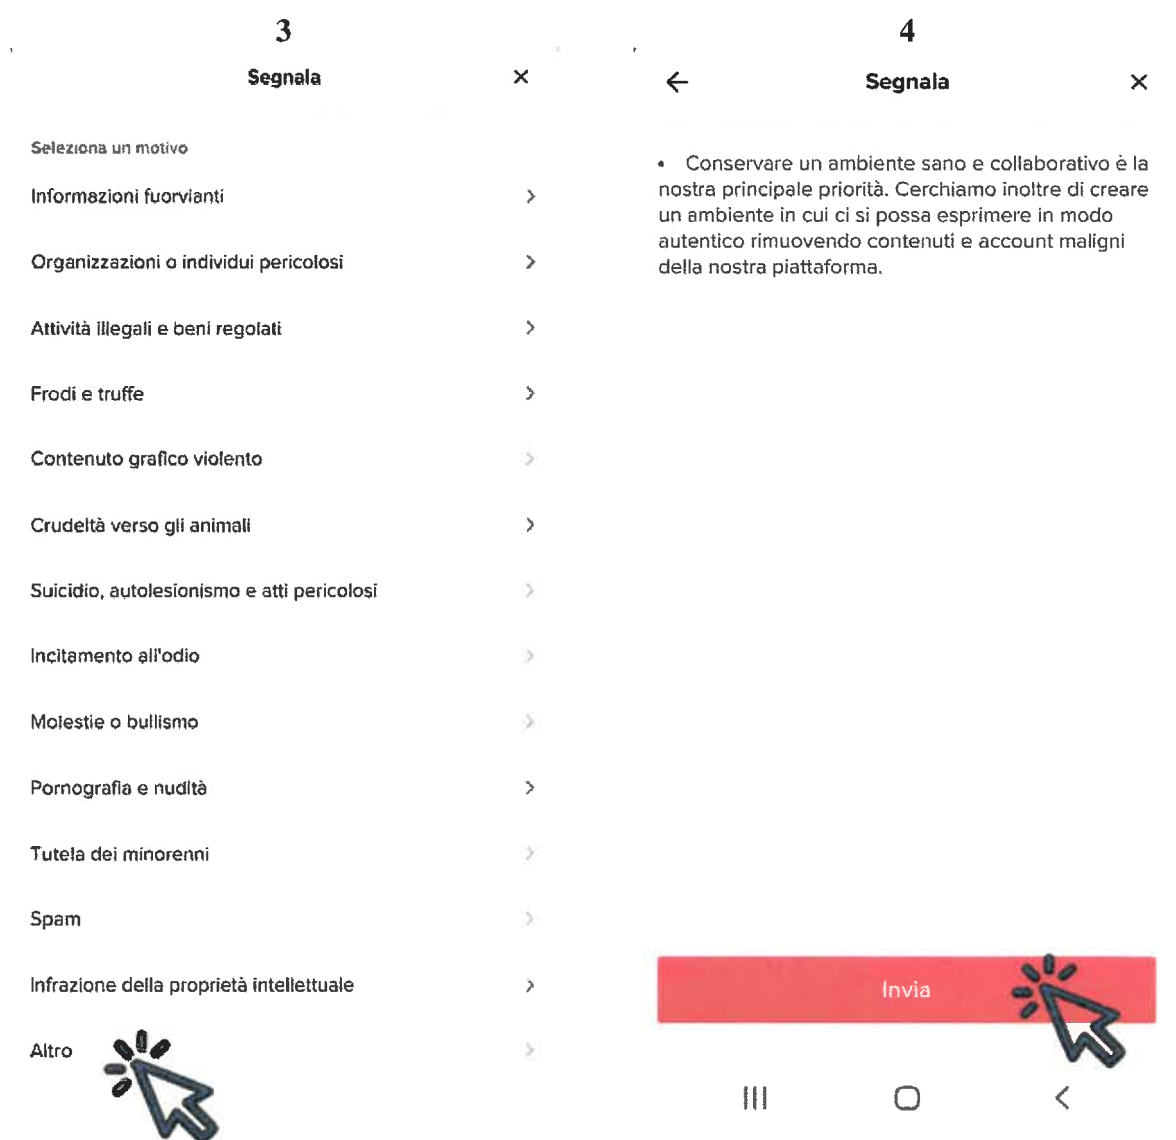 3
Segnala
Seleziona un motivo
Informazioni fuorvianti
Organizzazioni o individui pericolosi
Attività illegali e beni regolati
Frodi e truffe
Contenuto grafico violento
Crudeltà verso gli animali
Suicidio, autolesionismo e atti pericolosi
Incitamento all'odio
Molestie o bullismo
Pornografia e nudità
Tutela dei minorenni
Spam
Infrazione della proprietà intellettuale
Altro
4
Segnala
• Conservare un ambiente sano e collaborativo è la
nostra principale priorità. Cerchiamo inoltre di creare
un ambiente in cui ci si possa esprimere in modo
autentico rimuovendo contenuti e account maligni
della nostra piattaforma.
Invia